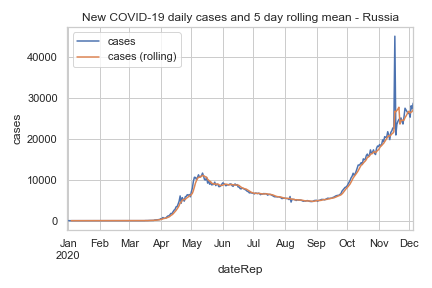 New COVID-19 daily cases and 5 day rolling mean - Russia
cases
cases (rolling)
40000
30000
20000
10000
0
cases
Jan Feb Mar Apr May Jun Jul Aug Sep Oct Nov Dec
2020
dateRep